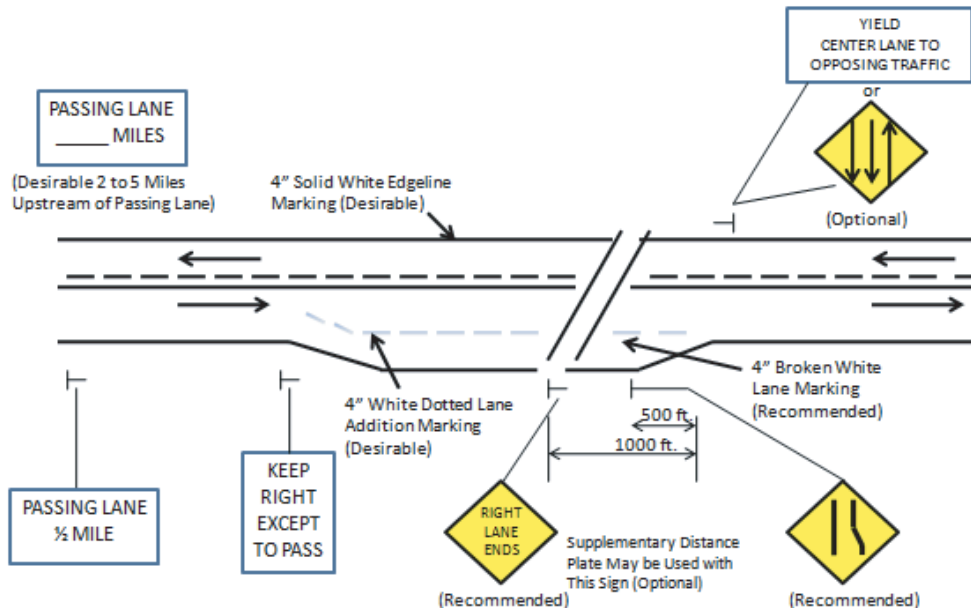 YIELD
CENTER LANE TO
OPPOSING TRAFFIC
or
(Optional)
PASSING LANE
_____ MILES
(Desirable 2 to 5 Miles
Upstream of Passing Lane)
4” Solid White Edgeline
Marking (Desirable)
4” White Dotted Lane
Addition Marking
(Desirable)
4” Broken White
Lane Marking
(Recommended)
500 ft.
1000 ft.
PASSING LANE
½ MILE
KEEP
RIGHT
EXCEPT
TO PASS
RIGHT
LANE
ENDS
(Recommended)
Supplementary Distance
Plate May be Used with
This Sign (Optional)
(Recommended)